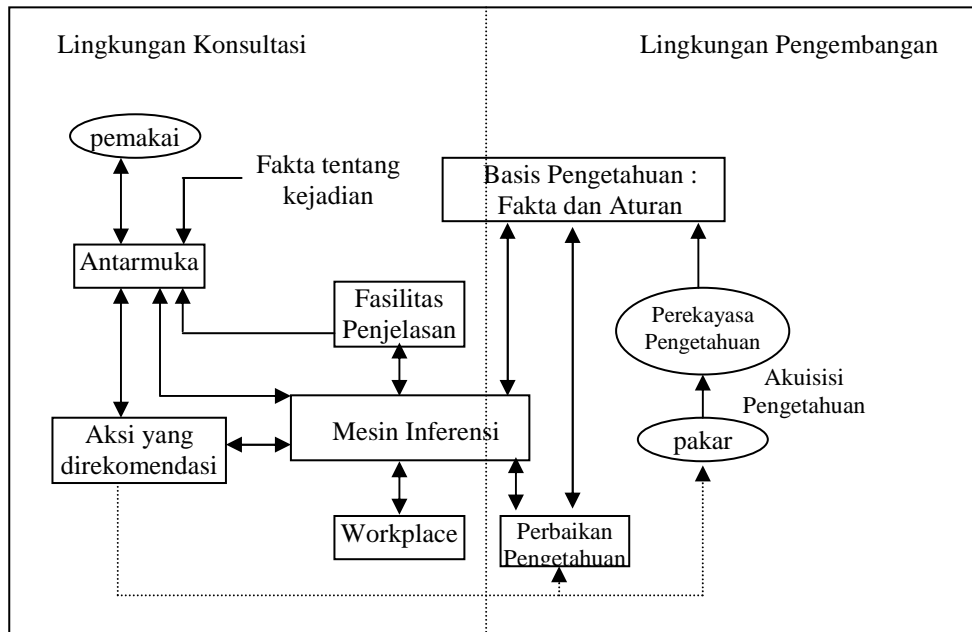 Lingkungan Konsultasi
Lingkungan Pengembangan
pemakai
Fakta tentang
kejadian
Basis Pengetahuan :
Fakta dan Aturan
Antarmuka
Fasilitas
Penjelasan
Perekayasa
Pengetahuan
Akuisisi
Pengetahuan
Aksi yang
direkomendasi
Mesin Inferensi
pakar
Workplace
Perbaikan
Pengetahuan